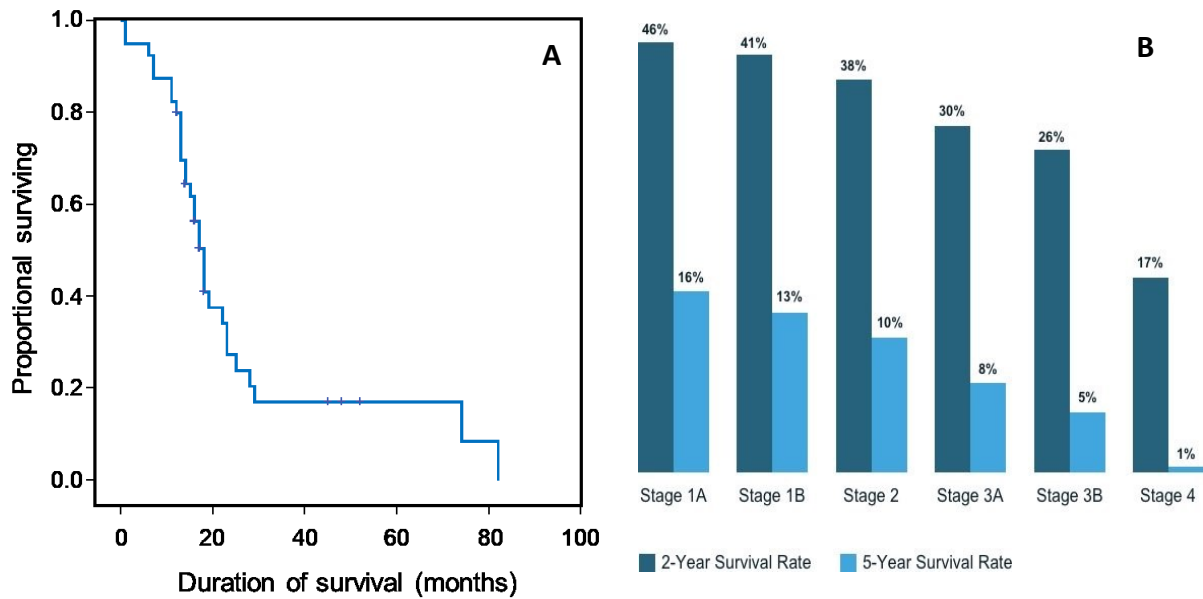 A
Proportional surviving
1.0
0.8
0.6
0.4
0.2
0.0
0 20 40 60 80 100
Duration of survival (months)
B
46% 41% 38% 30% 26% 17%
16% 13% 10% 8% 5% 1%
Stage 1A Stage 1B Stage 2 Stage 3A Stage 3B Stage 4
2-Year Survival Rate 5-Year Survival Rate